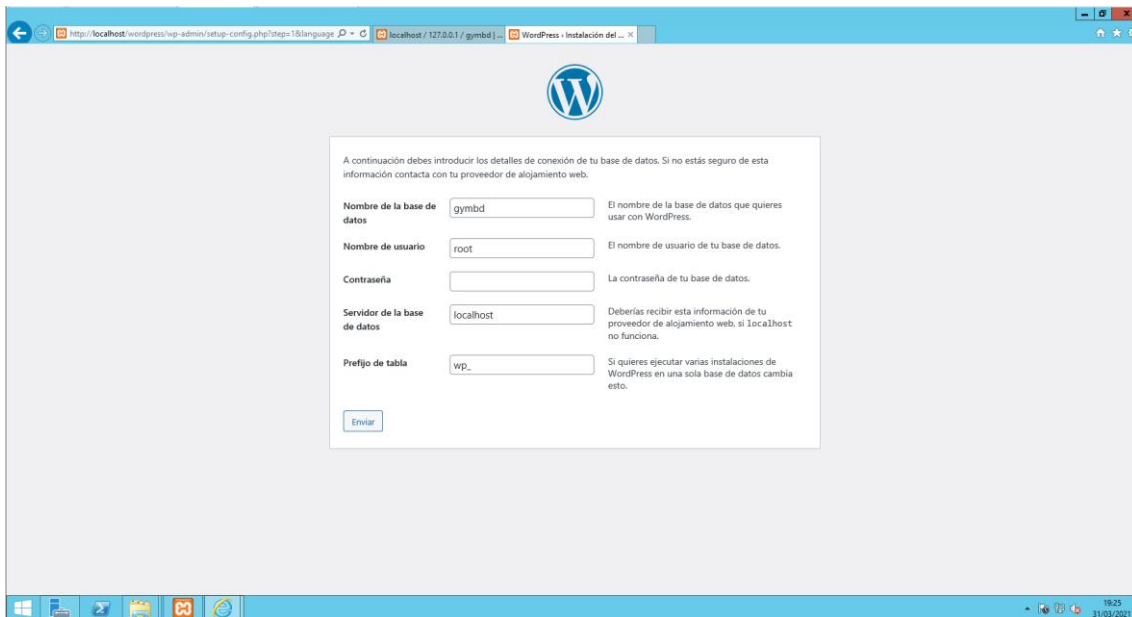 http://localhost/wordpress/wp-admin/setup-config.php?step=1&language
localhost / 127.0.0.1 / gymbd | ...
WordPress › Instalación del ...
A continuación debes introducir los detalles de conexión de tu base de datos. Si no estás seguro de esta
información contacta con tu proveedor de alojamiento web.
Nombre de la base de
datos
gymbd
El nombre de la base de datos que quieres
usar con WordPress.
Nombre de usuario
root
El nombre de usuario de tu base de datos.
Contraseña
La contraseña de tu base de datos.
Servidor de la base
de datos
localhost
Deberías recibir esta información de tu
proveedor de alojamiento web, si localhost
no funciona.
Prefijo de tabla
wp_
Si quieres ejecutar varias instalaciones de
WordPress en una sola base de datos cambia
esto.
Enviar
19:25
31/03/2021